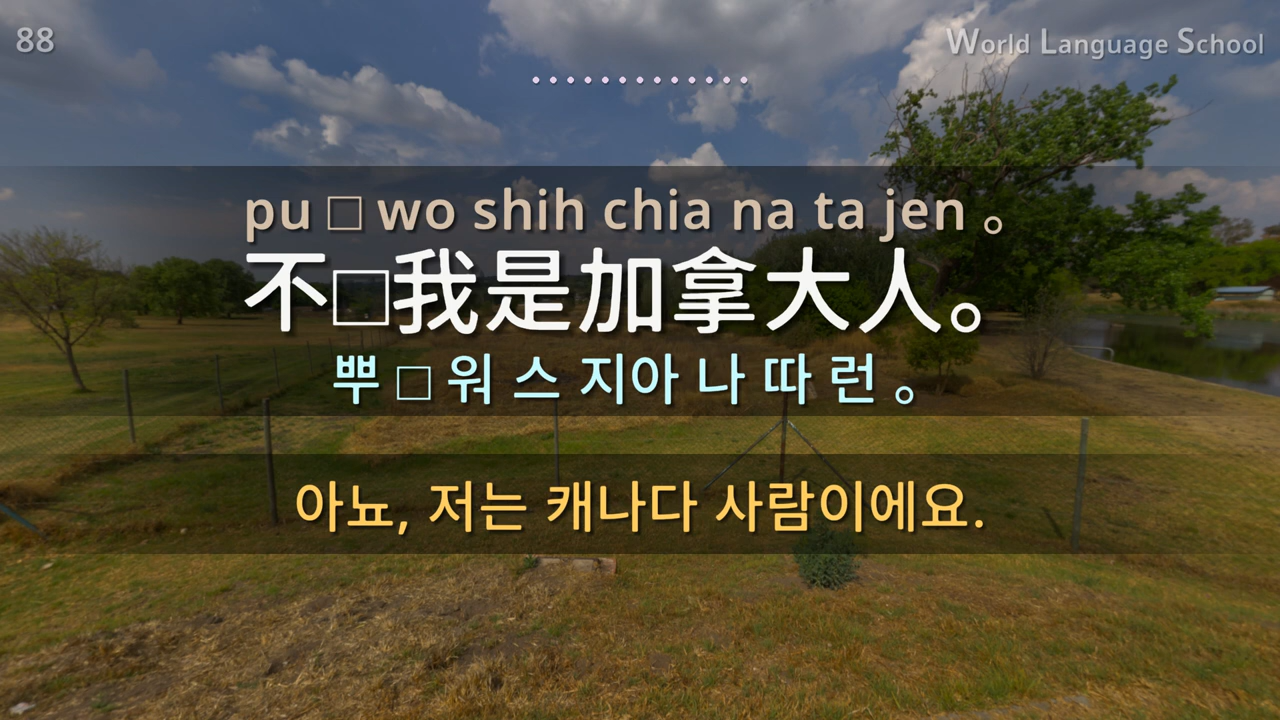 88
World Language School
pu □ wo shih chia na ta jen 。
不□我是加拿大人。
뿌 □ 워 스 지아 나 따 런 。
아뇨, 저는 캐나다 사람이에요.